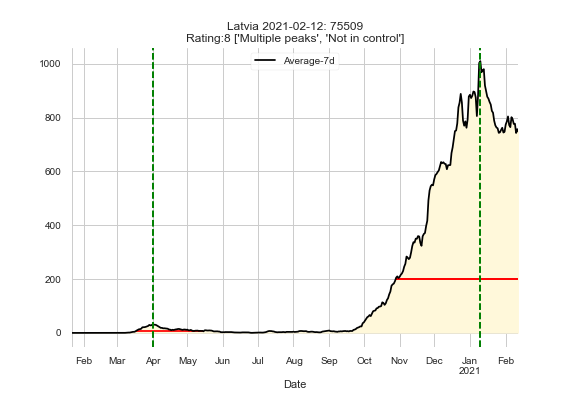 Latvia 2021-02-12: 75509
Rating:8 ['Multiple peaks', 'Not in control']
Average-7d
1000
800
600
400
200
0
Feb Mar Apr May Jun Jul Aug Sep Oct Nov Dec Jan Feb
2021
Date